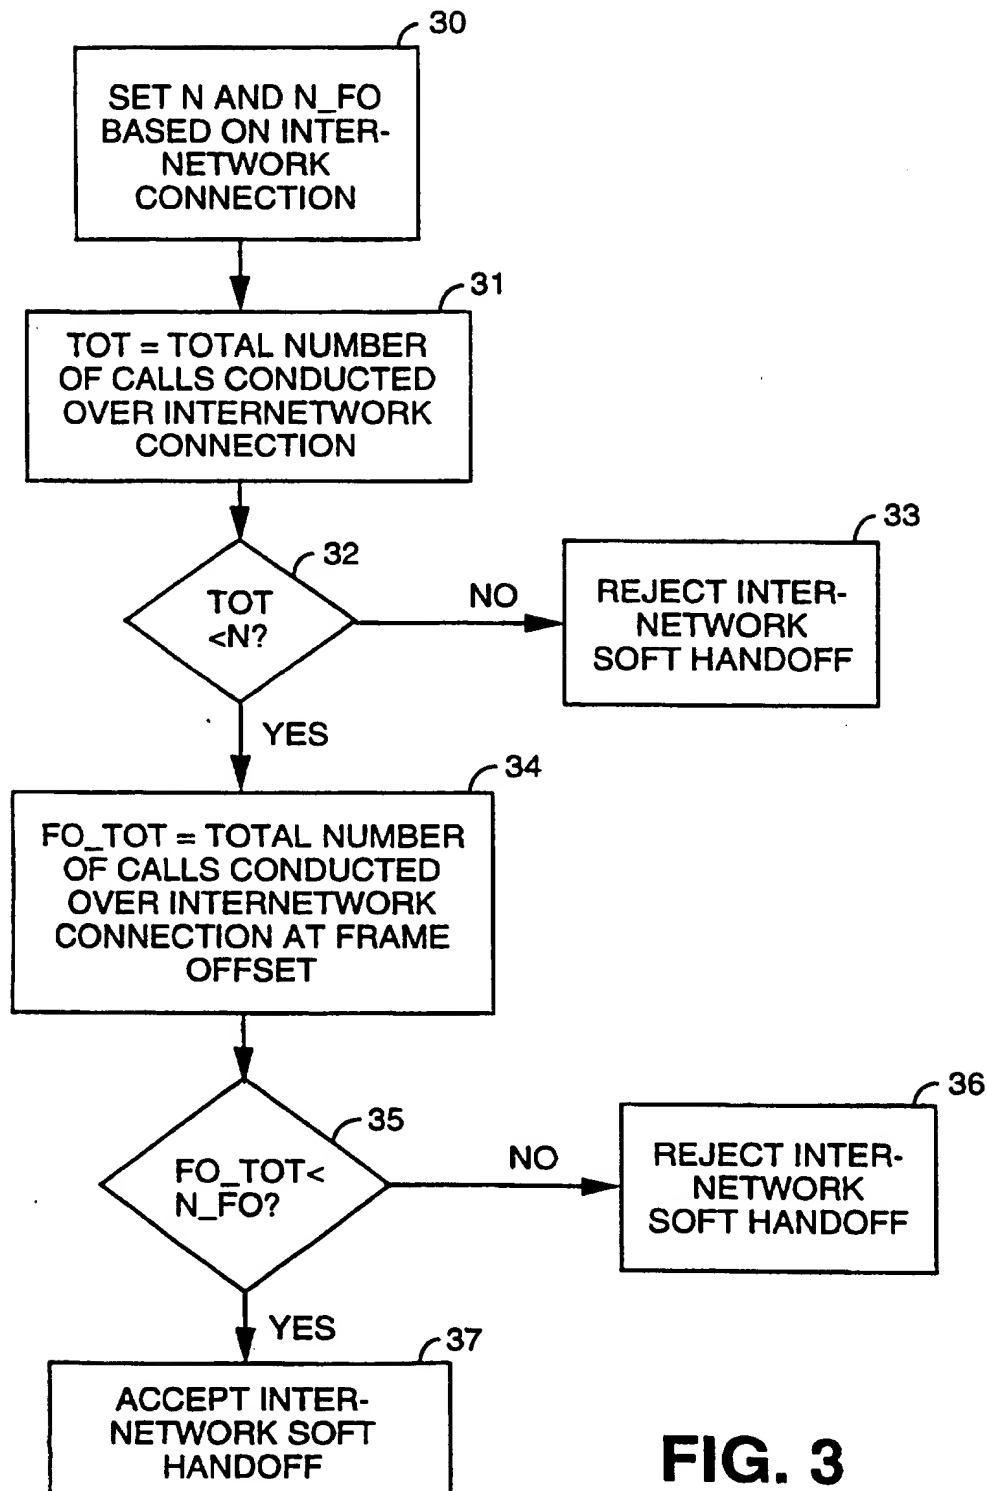 30
SET N AND N_FO
BASED ON INTER-
NETWORK
CONNECTION
31
TOT = TOTAL NUMBER
OF CALLS CONDUCTED
OVER INTERNETWORK
CONNECTION
32
TOT
<N?
NO
33
REJECT INTER-
NETWORK
SOFT HANDOFF
YES
34
FO_TOT = TOTAL NUMBER
OF CALLS CONDUCTED
OVER INTERNETWORK
CONNECTION AT FRAME
OFFSET
35
FO_TOT<
N_FO?
NO
36
REJECT INTER-
NETWORK
SOFT HANDOFF
YES
37
ACCEPT INTER-
NETWORK SOFT
HANDOFF
FIG. 3